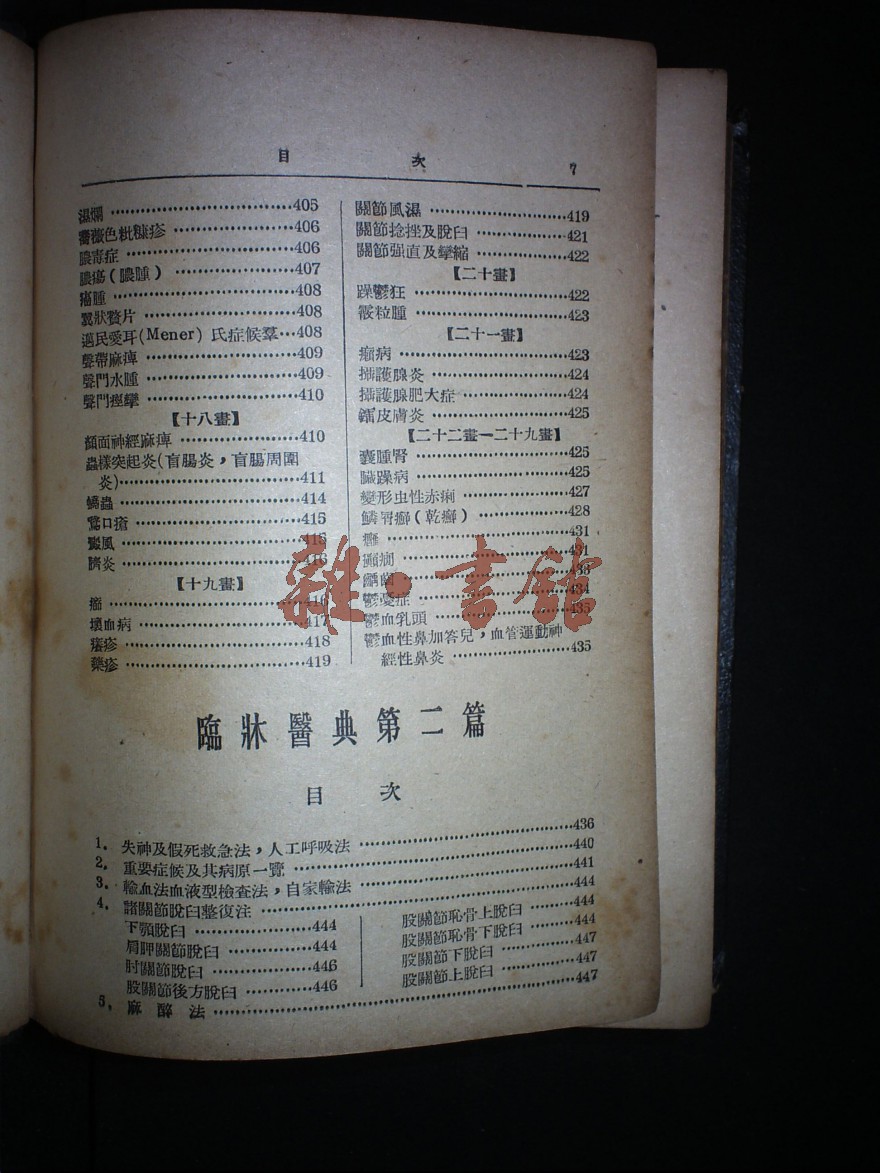 目 次 7
濕爛 405
薔薇色粃糠疹 406
膿毒症 406
膿瘍（膿腫） 407
癌腫 408
翼狀贅片 408
邁民愛耳(Mener)氏症候羣 408
聲帶麻痺 409
聲門水腫 409
聲門痙攣 410
【十八畫】
顏面神經麻痺 410
蟲樣突起炎(盲腸炎，盲腸周圍
炎) 411
蟯蟲 414
鵞口瘡 415
癜風 415
臍炎 416
【十九畫】
416
壞血病 417
418
藥疹 419
關節風濕 419
關節捻挫及脫臼 421
關節强直及攣縮 422
【二十畫】
躁鬱狂 422
霰粒腫 423
【二十一畫】
癩病 423
攝護腺炎 424
攝護腺肥大症 424
鐳皮膚炎 425
【二十二畫—二十九畫】
囊腫腎 425
臟躁病 425
變形虫性赤痢 427
鱗屑癬（乾癬） 428
431
431
433
鬱憂症 434
鬱血乳頭 435
鬱血性鼻加答兒，血管運動神
經性鼻炎 435
雜·書館
臨牀醫典第二篇
目 次
1. 失神及假死救急法，人工呼吸法 436
2. 重要症候及其病原一覽 440
3. 輸血法血液型檢查法，自家輸法 441
4. 諸關節脫臼整復法 444
下顎脫臼 444
肩胛關節脫臼 444
肘關節脫臼 446
股關節後方脫臼 446
股關節恥骨上脫臼 444
股關節恥骨下脫臼 444
股關節下脫臼 447
股關節上脫臼 447
5. 麻醉法 447